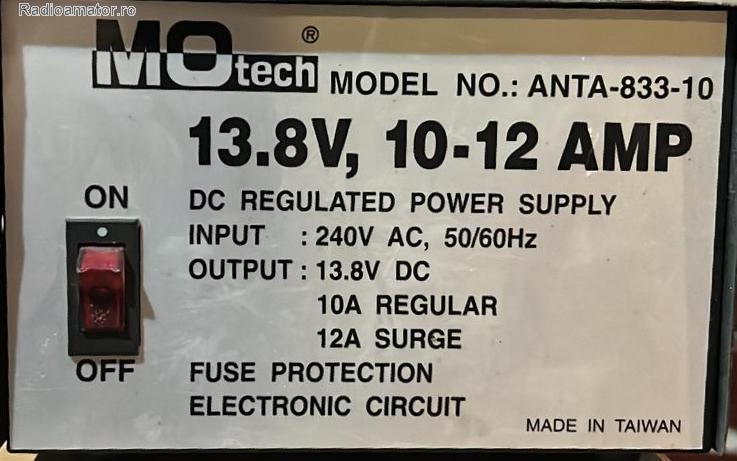 Radioamator.ro
MOtech ® MODEL NO.: ANTA-833-10
13.8V, 10-12 AMP
ON
DC REGULATED POWER SUPPLY
INPUT : 240V AC, 50/60Hz
OUTPUT : 13.8V DC
10A REGULAR
12A SURGE
OFF
FUSE PROTECTION
ELECTRONIC CIRCUIT
MADE IN TAIWAN